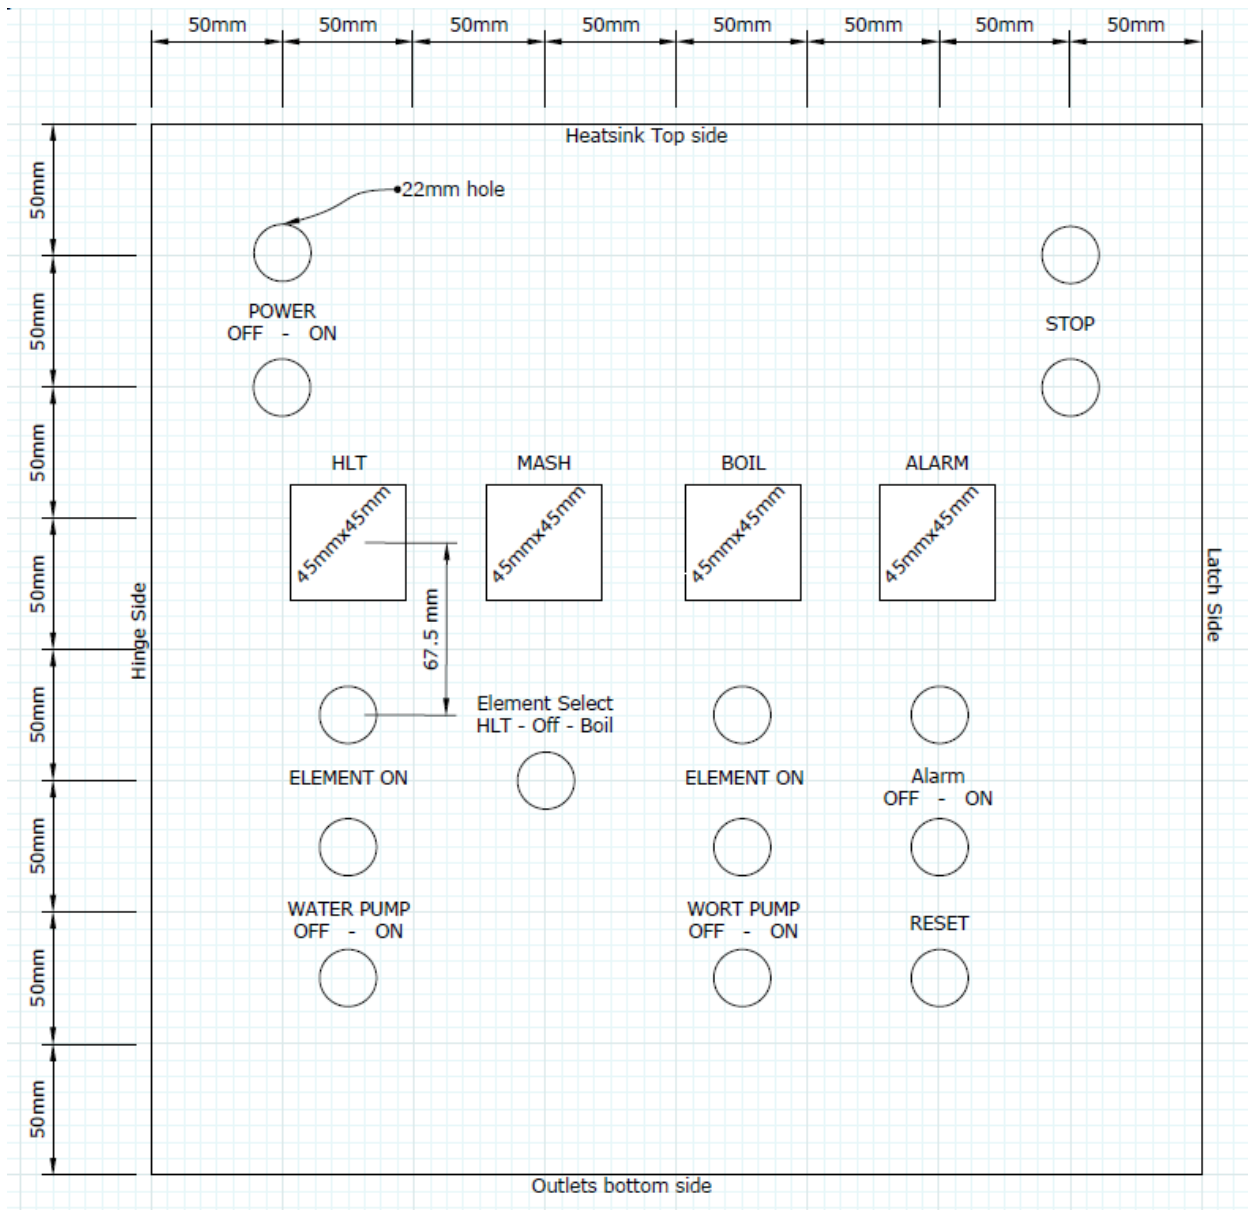 50mm 50mm 50mm 50mm 50mm 50mm 50mm 50mm
Heatsink Top side
50mm
22mm hole
50mm
POWER
OFF - ON
STOP
50mm
HLT MASH BOIL ALARM
45mmx45mm 45mmx45mm 45mmx45mm 45mmx45mm
50mm
Hinge Side
Latch Side
67.5 mm
50mm
Element Select
HLT - Off - Boil
ELEMENT ON ELEMENT ON Alarm
OFF - ON
50mm
WATER PUMP WORT PUMP
OFF - ON OFF - ON RESET
50mm
50mm
Outlets bottom side